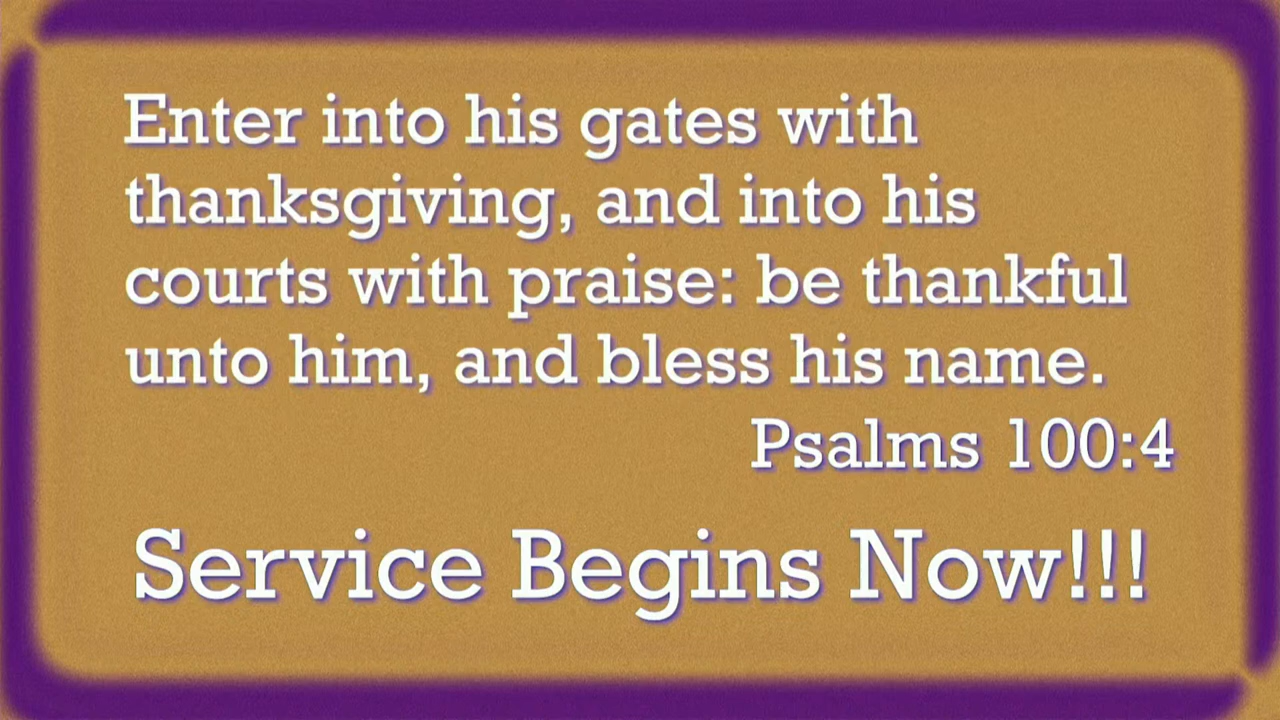 Enter into his gates with
thanksgiving, and into his
courts with praise: be thankful
unto him, and bless his name.
Psalms 100:4
Service Begins Now!!!